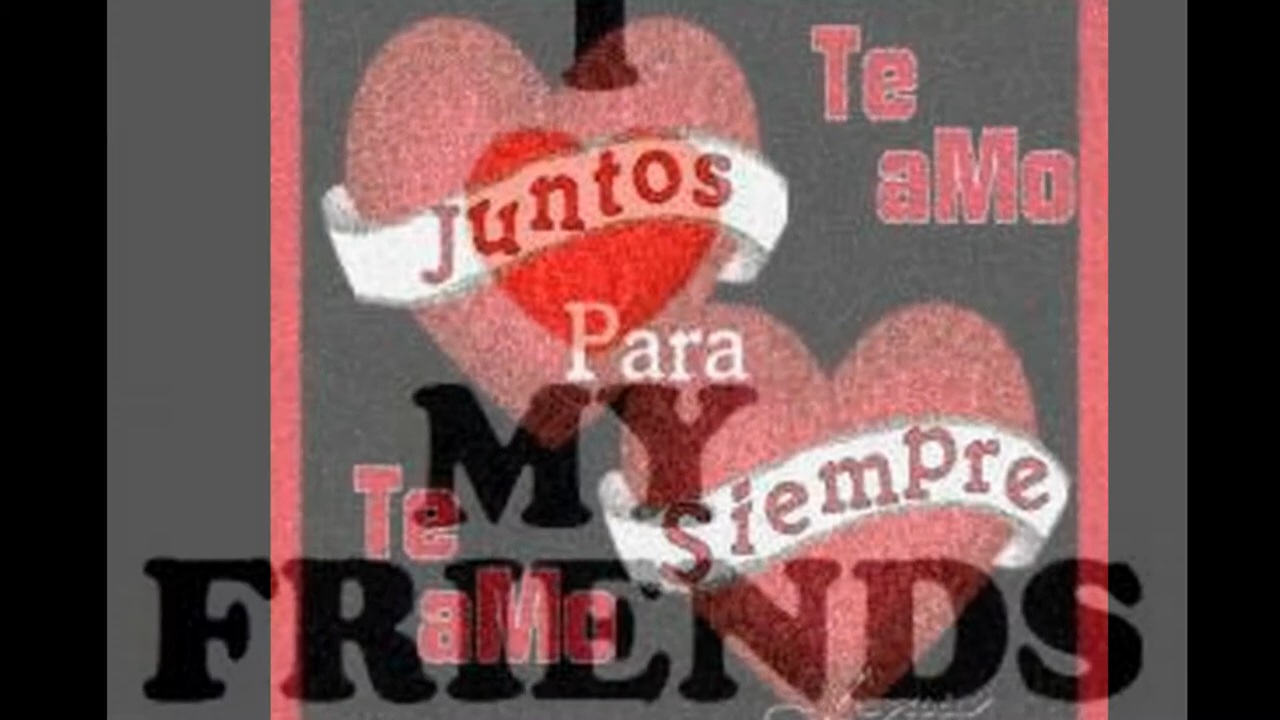 I
Te
aMo
Juntos
Para
MY
Siempre
Te
aMo
FRIENDS